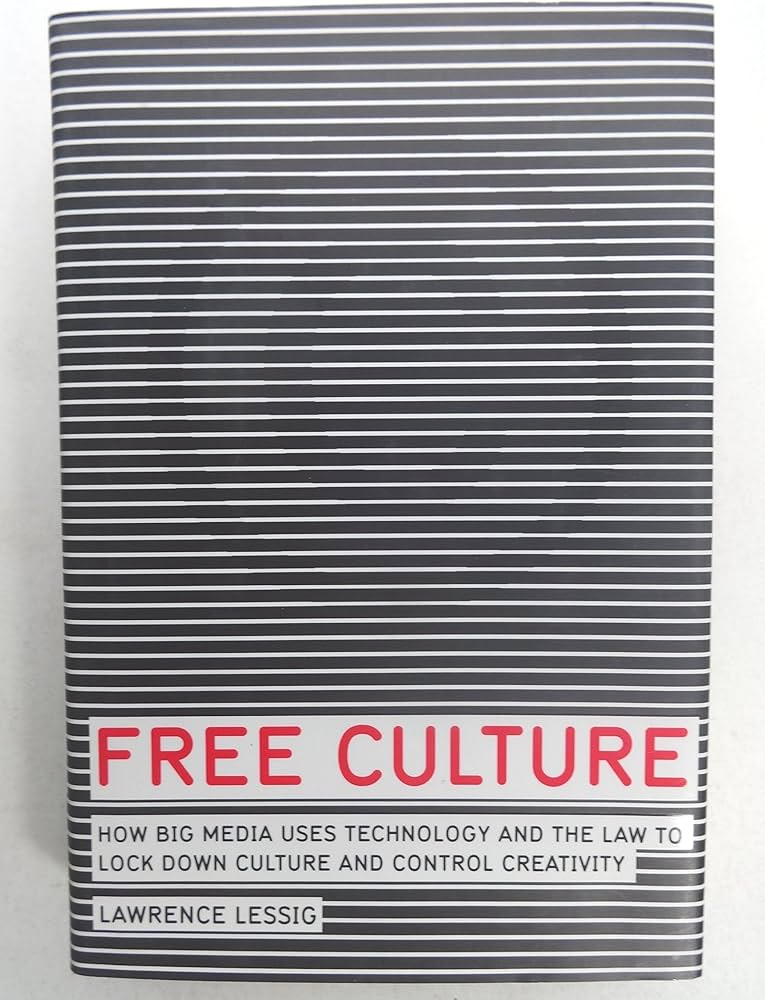 FREE CULTURE
HOW BIG MEDIA USES TECHNOLOGY AND THE LAW TO
LOCK DOWN CULTURE AND CONTROL CREATIVITY
LAWRENCE LESSIG